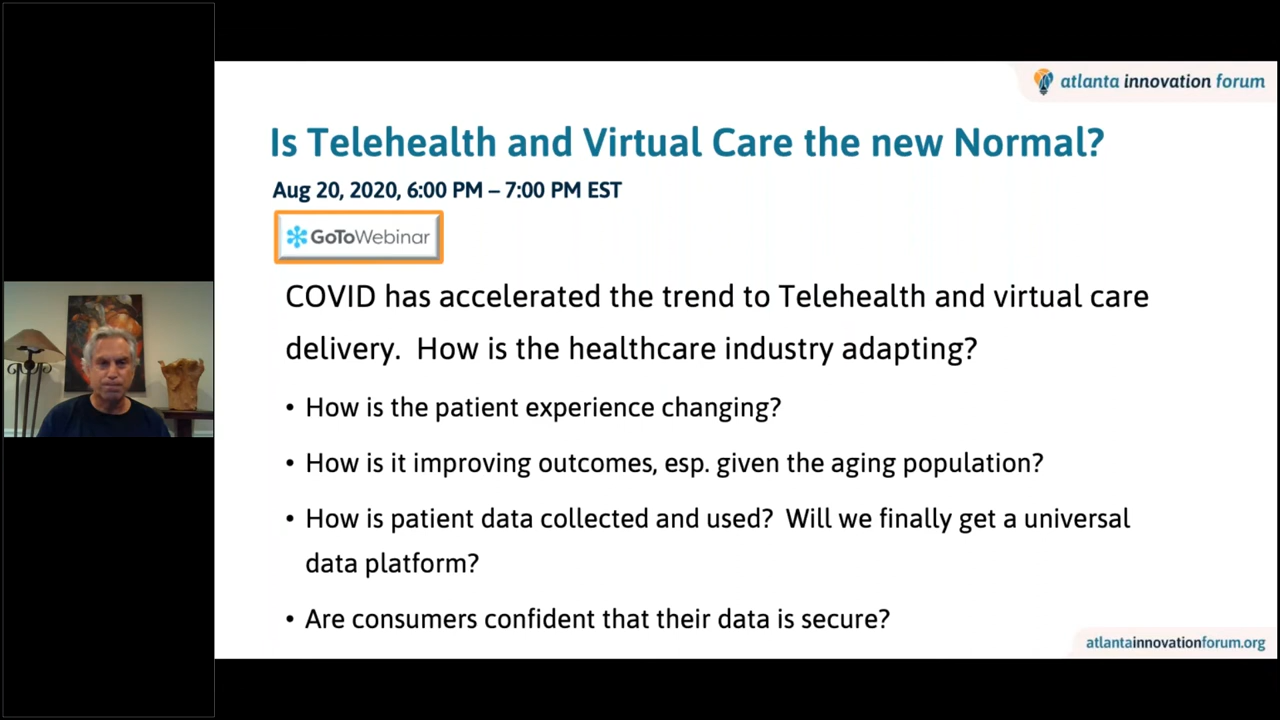 atlanta innovation forum
Is Telehealth and Virtual Care the new Normal?
Aug 20, 2020, 6:00 PM – 7:00 PM EST
GoToWebinar
COVID has accelerated the trend to Telehealth and virtual care
delivery.  How is the healthcare industry adapting?
• How is the patient experience changing?
• How is it improving outcomes, esp. given the aging population?
• How is patient data collected and used?  Will we finally get a universal
data platform?
• Are consumers confident that their data is secure?
atlantainnovationforum.org